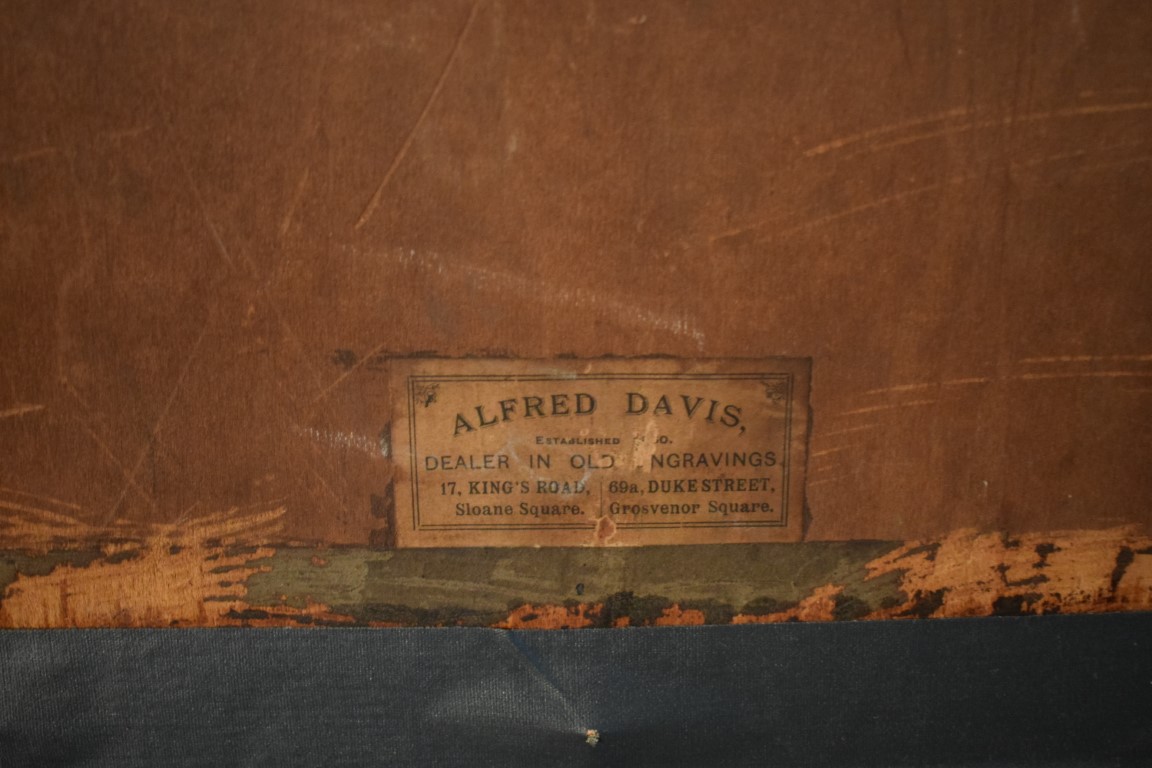 ALFRED DAVIS,
ESTABLISHED
DEALER IN OLD ENGRAVINGS
17, KING'S ROAD, 69a, DUKE STREET,
Sloane Square. Grosvenor Square.